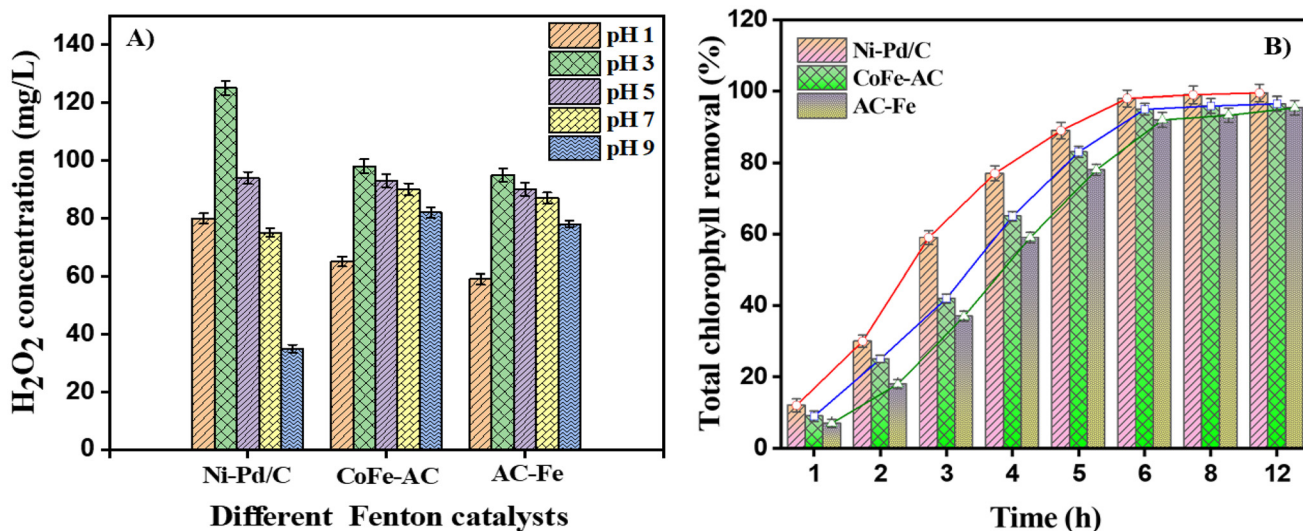 A)
H₂O₂ concentration (mg/L)
140
120
100
80
60
40
20
0
pH 1
pH 3
pH 5
pH 7
pH 9
Ni-Pd/C CoFe-AC AC-Fe
Different Fenton catalysts
B)
Total chlorophyll removal (%)
120
100
80
60
40
20
0
Ni-Pd/C
CoFe-AC
AC-Fe
1 2 3 4 5 6 8 12
Time (h)